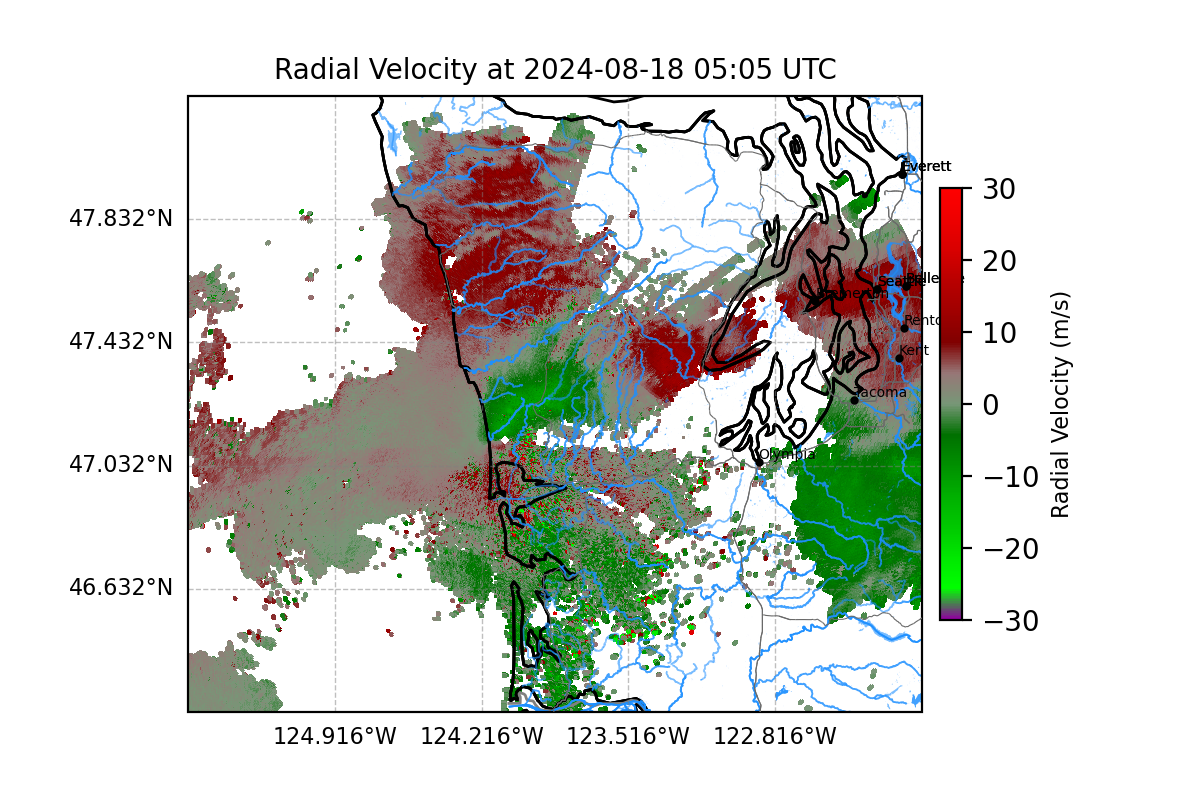 Radial Velocity at 2024-08-18 05:05 UTC
Everett
47.832°N
30
20
10
0
−10
−20
−30
Radial Velocity (m/s)
Kent
47.432°N
Tacoma
Olympia
47.032°N
46.632°N
124.916°W
124.216°W
123.516°W
122.816°W